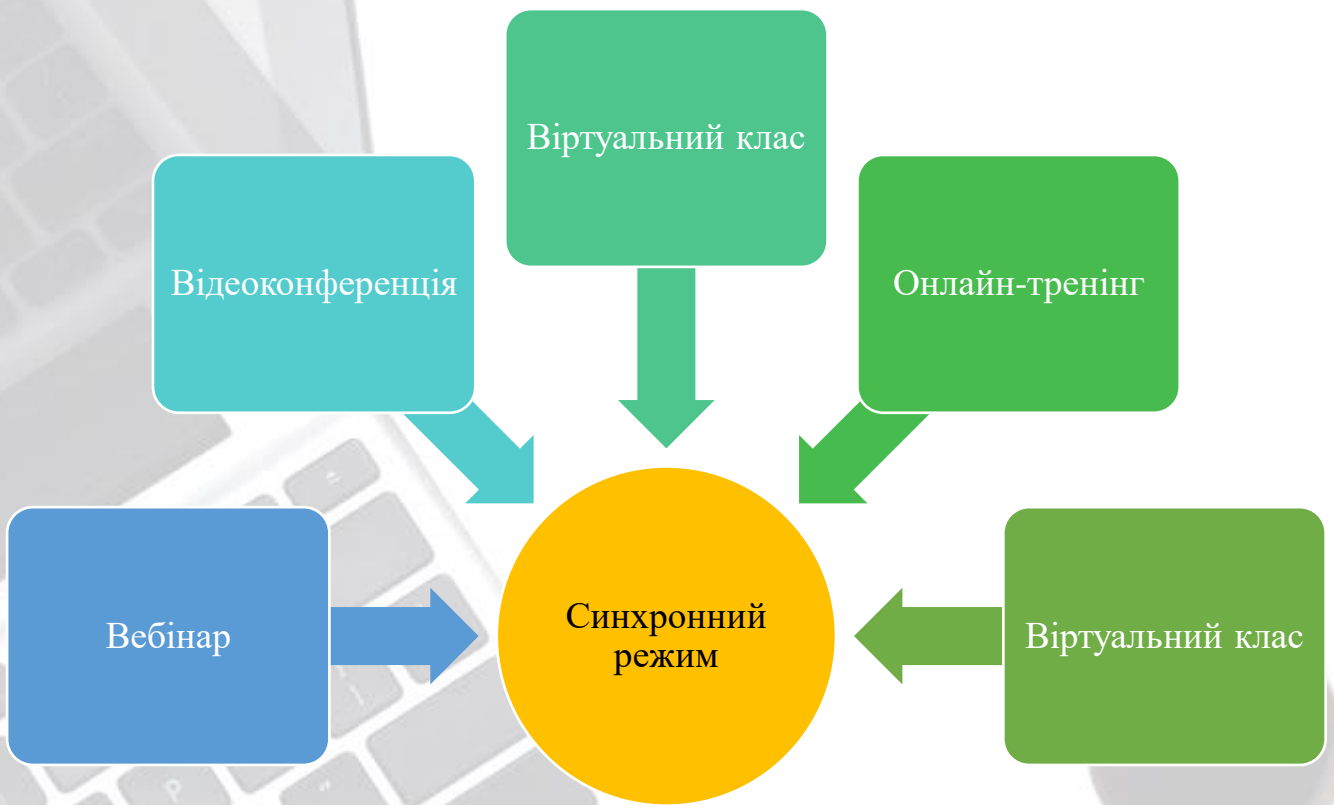 Віртуальний клас
Відеоконференція
Онлайн-тренінг
Вебінар
Синхронний
режим
Віртуальний клас